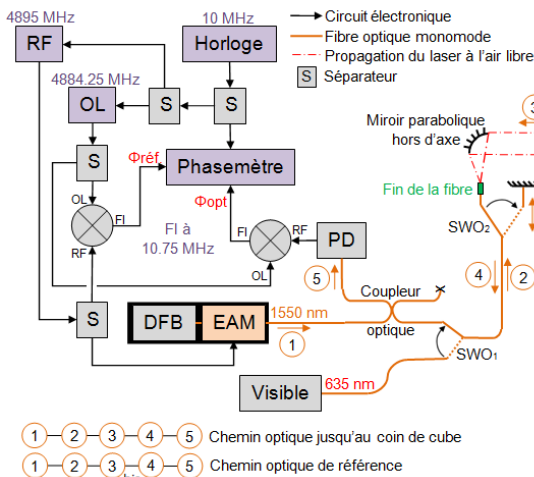 4895 MHz
RF
10 MHz
Horloge
Circuit électronique
Fibre optique monomode
Propagation du laser à l'air libre
S Séparateur
4884.25 MHz
OL
S
S
S
Φréf
Phasemètre
Φopt
OL
FI
RF
FI à
10.75 MHz
FI
RF
OL
PD
5
S
DFB
EAM
1550 nm
1
Coupleur
optique
x
Visible
635 nm
SWO1
SWO2
4
2
3
Miroir parabolique
hors d'axe
Fin de la fibre
1 2 3 4 5 Chemin optique jusqu'au coin de cube
1 2 3 4 5 Chemin optique de référence